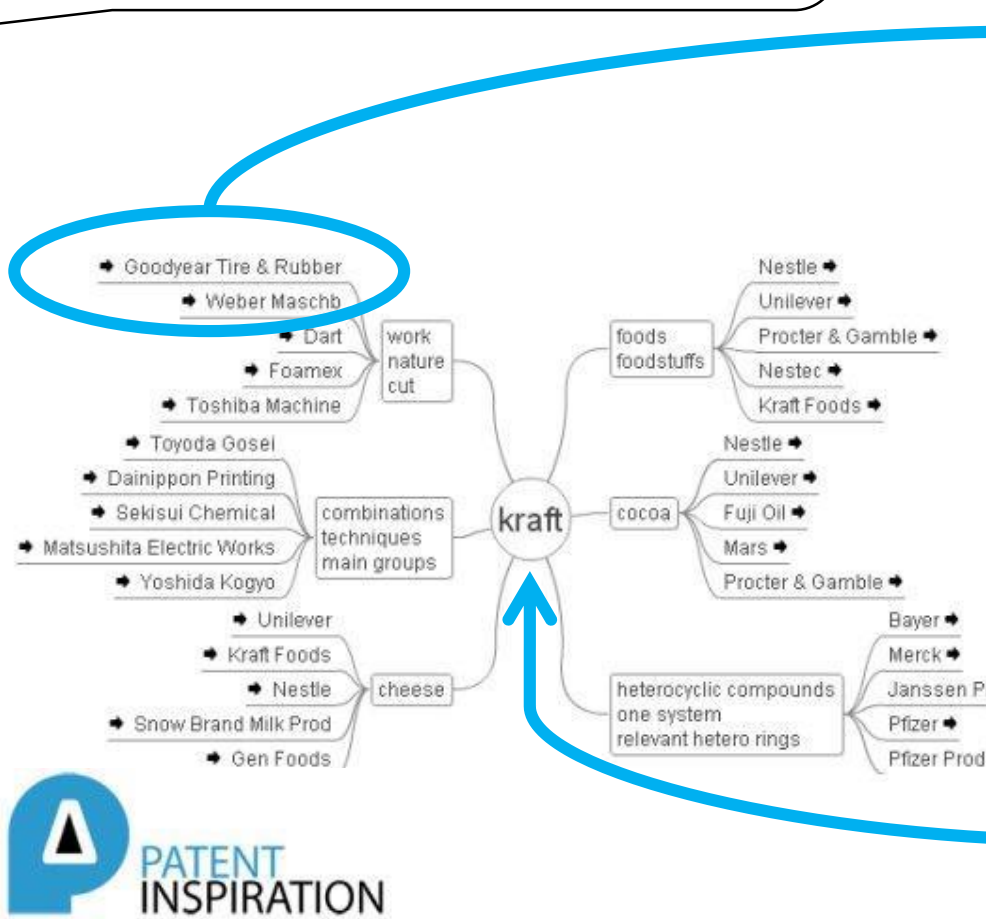 Goodyear Tire & Rubber
Weber Maschb
Dart
Foamex
Toshiba Machine
work
nature
cut
Toyoda Gosei
Dainippon Printing
Sekisui Chemical
Matsushita Electric Works
Yoshida Kogyo
combinations
techniques
main groups
Unilever
Kraft Foods
Nestle
Snow Brand Milk Prod
Gen Foods
cheese
kraft
foods
foodstuffs
Nestle
Unilever
Procter & Gamble
Nestec
Kraft Foods
cocoa
Nestle
Unilever
Fuji Oil
Mars
Procter & Gamble
heterocyclic compounds
one system
relevant hetero rings
Bayer
Merck
Janssen P
Pfizer
Pfizer Prod
PATENT
INSPIRATION